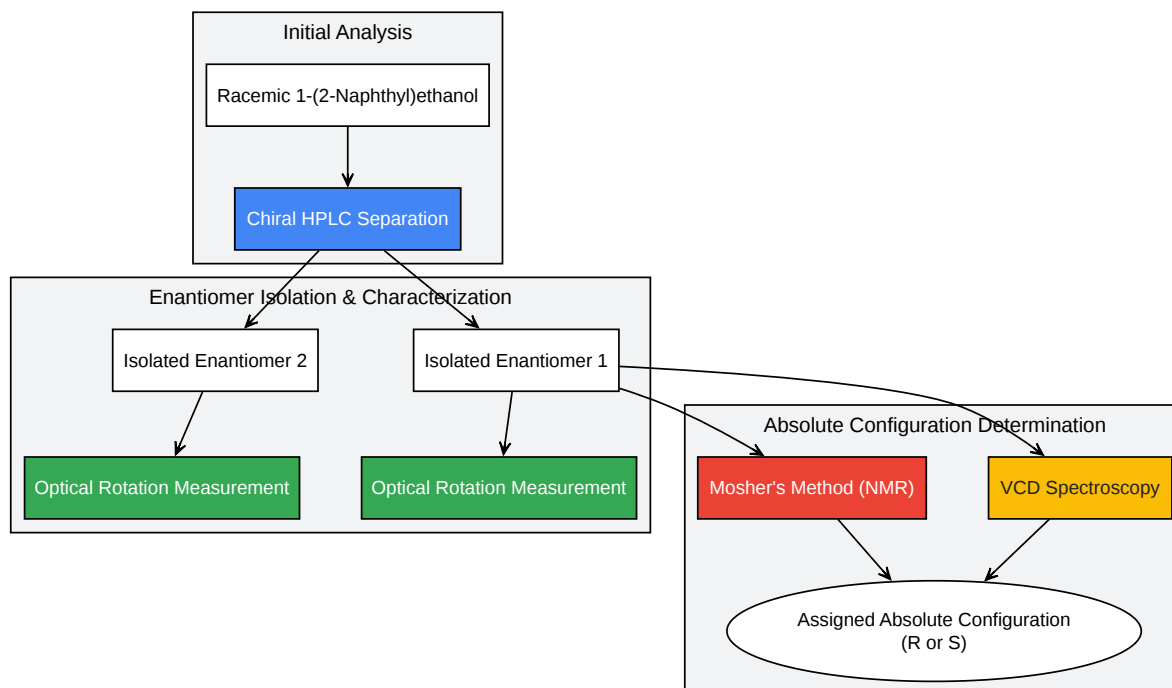 Initial Analysis
Racemic 1-(2-Naphthyl)ethanol
Chiral HPLC Separation
Enantiomer Isolation & Characterization
Isolated Enantiomer 2
Isolated Enantiomer 1
Optical Rotation Measurement
Optical Rotation Measurement
Absolute Configuration Determination
Mosher's Method (NMR)
VCD Spectroscopy
Assigned Absolute Configuration
(R or S)